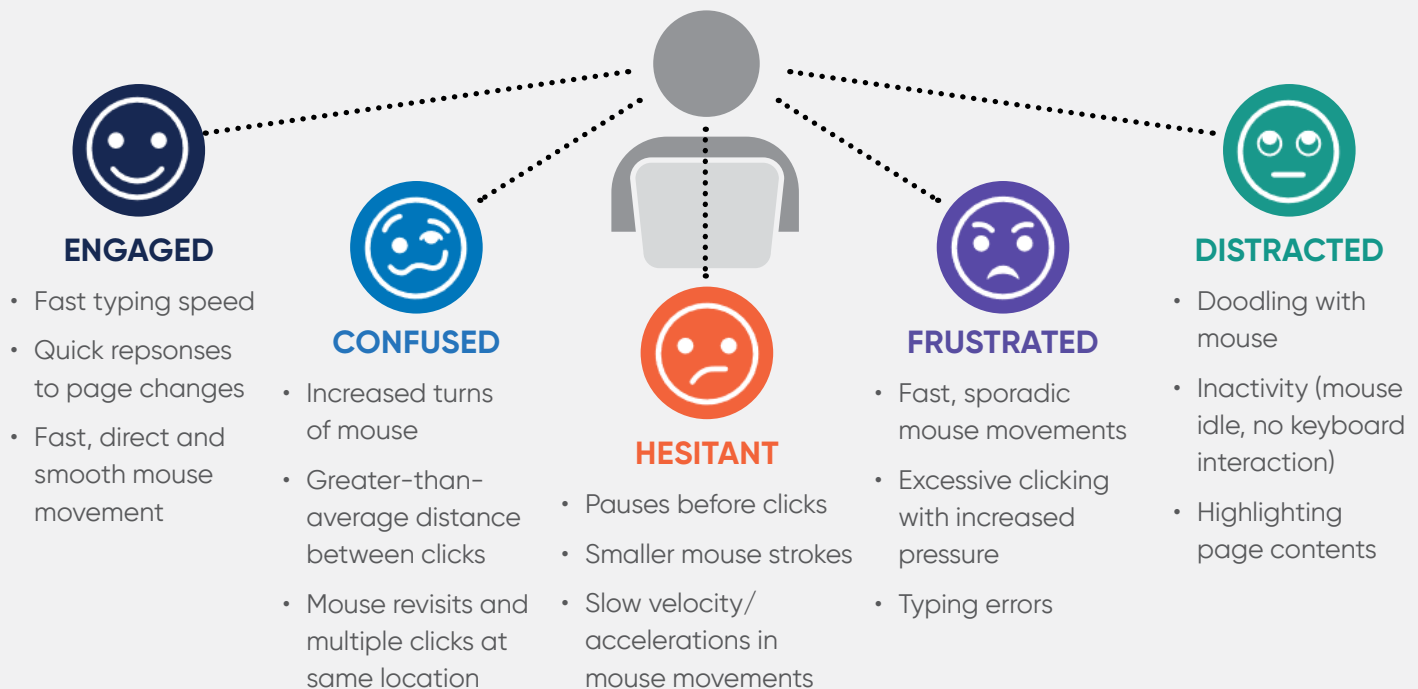 ENGAGED
• Fast typing speed
• Quick repsonses
to page changes
• Fast, direct and
smooth mouse
movement
CONFUSED
• Increased turns
of mouse
• Greater-than-
average distance
between clicks
• Mouse revisits and
multiple clicks at
same location
HESITANT
• Pauses before clicks
• Smaller mouse strokes
• Slow velocity/
accelerations in
mouse movements
FRUSTRATED
• Fast, sporadic
mouse movements
• Excessive clicking
with increased
pressure
• Typing errors
DISTRACTED
• Doodling with
mouse
• Inactivity (mouse
idle, no keyboard
interaction)
• Highlighting
page contents